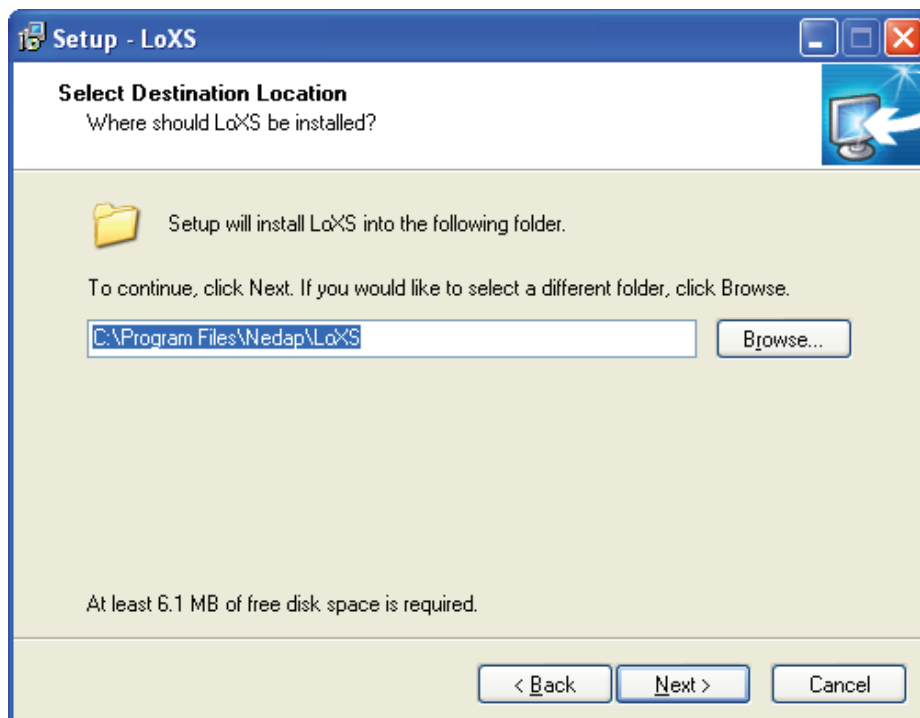 Setup - LoXS
Select Destination Location
Where should LoXS be installed?
Setup will install LoXS into the following folder.
To continue, click Next. If you would like to select a different folder, click Browse.
C:\Program Files\Nedap\LoXS
Browse...
At least 6.1 MB of free disk space is required.
< Back Next > Cancel